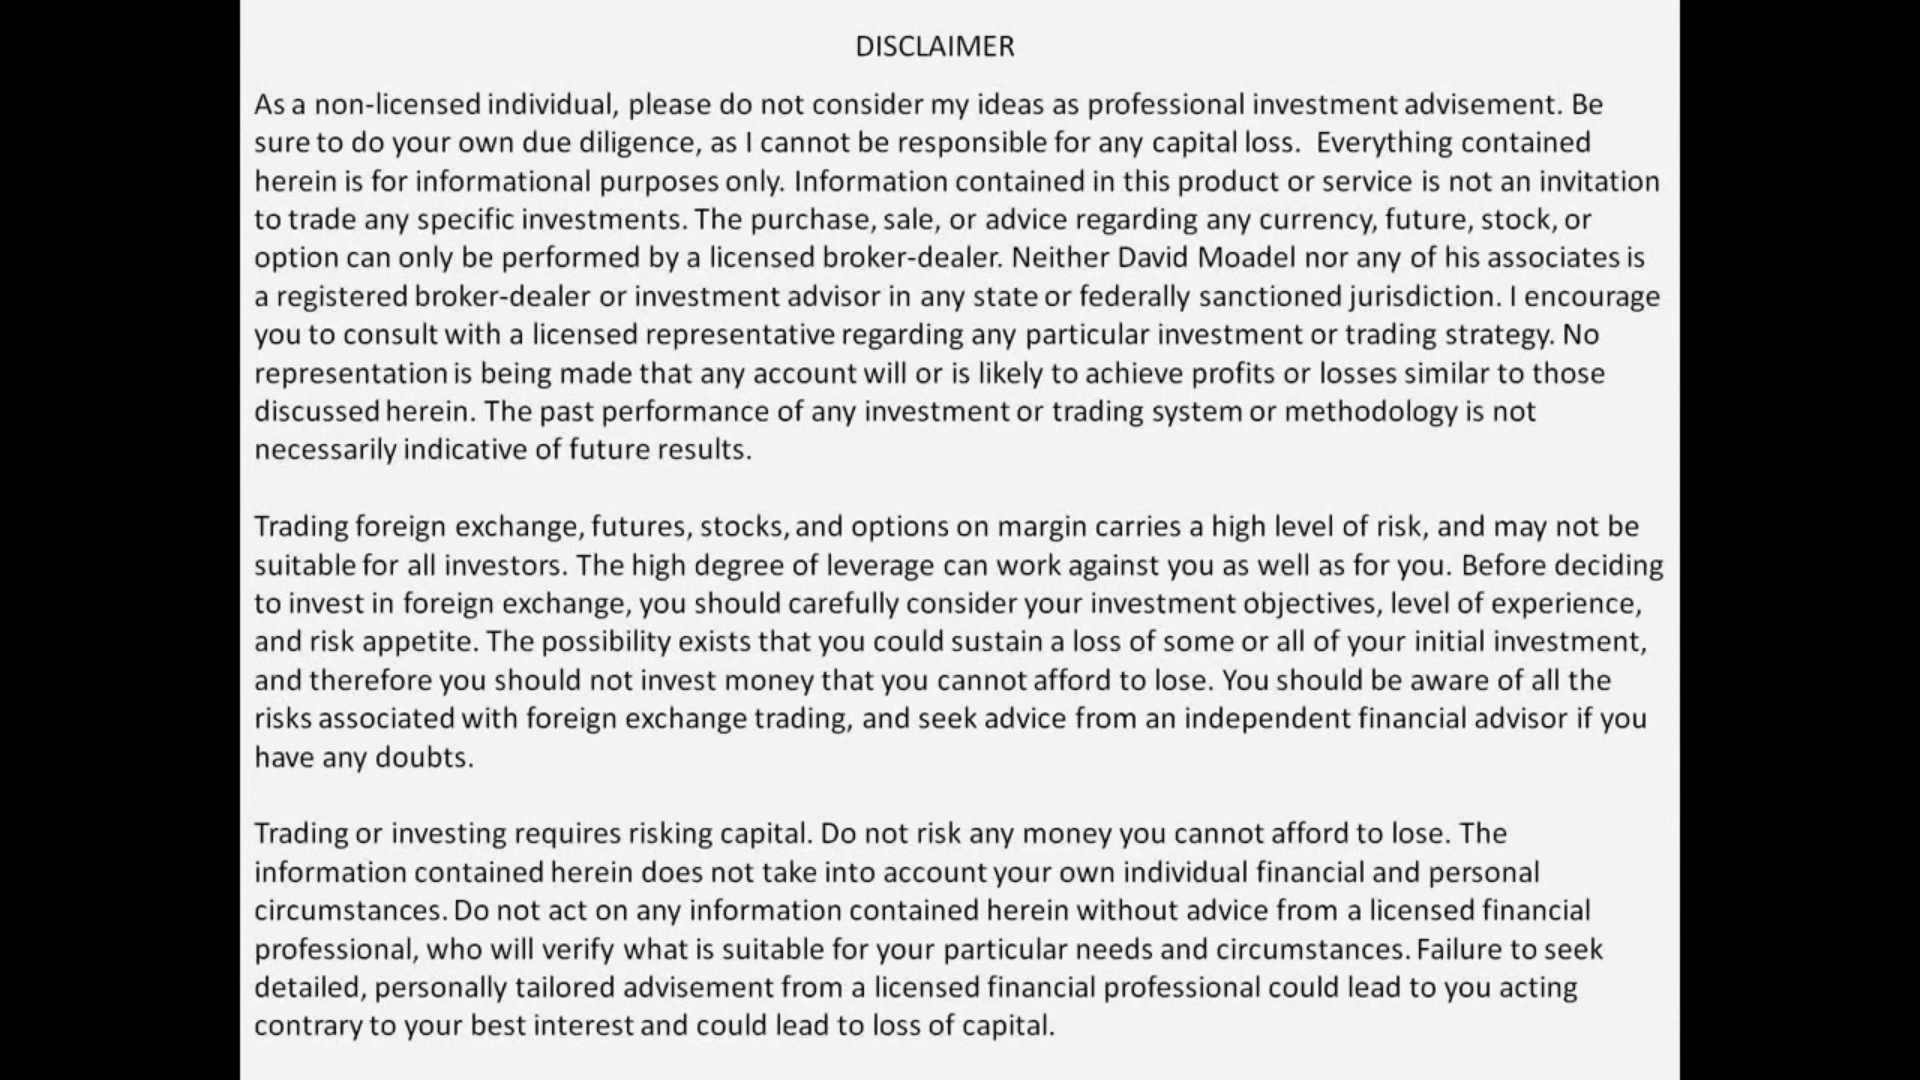 DISCLAIMER
As a non-licensed individual, please do not consider my ideas as professional investment advisement. Be
sure to do your own due diligence, as I cannot be responsible for any capital loss.  Everything contained
herein is for informational purposes only. Information contained in this product or service is not an invitation
to trade any specific investments. The purchase, sale, or advice regarding any currency, future, stock, or
option can only be performed by a licensed broker-dealer. Neither David Moadel nor any of his associates is
a registered broker-dealer or investment advisor in any state or federally sanctioned jurisdiction. I encourage
you to consult with a licensed representative regarding any particular investment or trading strategy. No
representation is being made that any account will or is likely to achieve profits or losses similar to those
discussed herein. The past performance of any investment or trading system or methodology is not
necessarily indicative of future results.
Trading foreign exchange, futures, stocks, and options on margin carries a high level of risk, and may not be
suitable for all investors. The high degree of leverage can work against you as well as for you. Before deciding
to invest in foreign exchange, you should carefully consider your investment objectives, level of experience,
and risk appetite. The possibility exists that you could sustain a loss of some or all of your initial investment,
and therefore you should not invest money that you cannot afford to lose. You should be aware of all the
risks associated with foreign exchange trading, and seek advice from an independent financial advisor if you
have any doubts.
Trading or investing requires risking capital. Do not risk any money you cannot afford to lose. The
information contained herein does not take into account your own individual financial and personal
circumstances. Do not act on any information contained herein without advice from a licensed financial
professional, who will verify what is suitable for your particular needs and circumstances. Failure to seek
detailed, personally tailored advisement from a licensed financial professional could lead to you acting
contrary to your best interest and could lead to loss of capital.